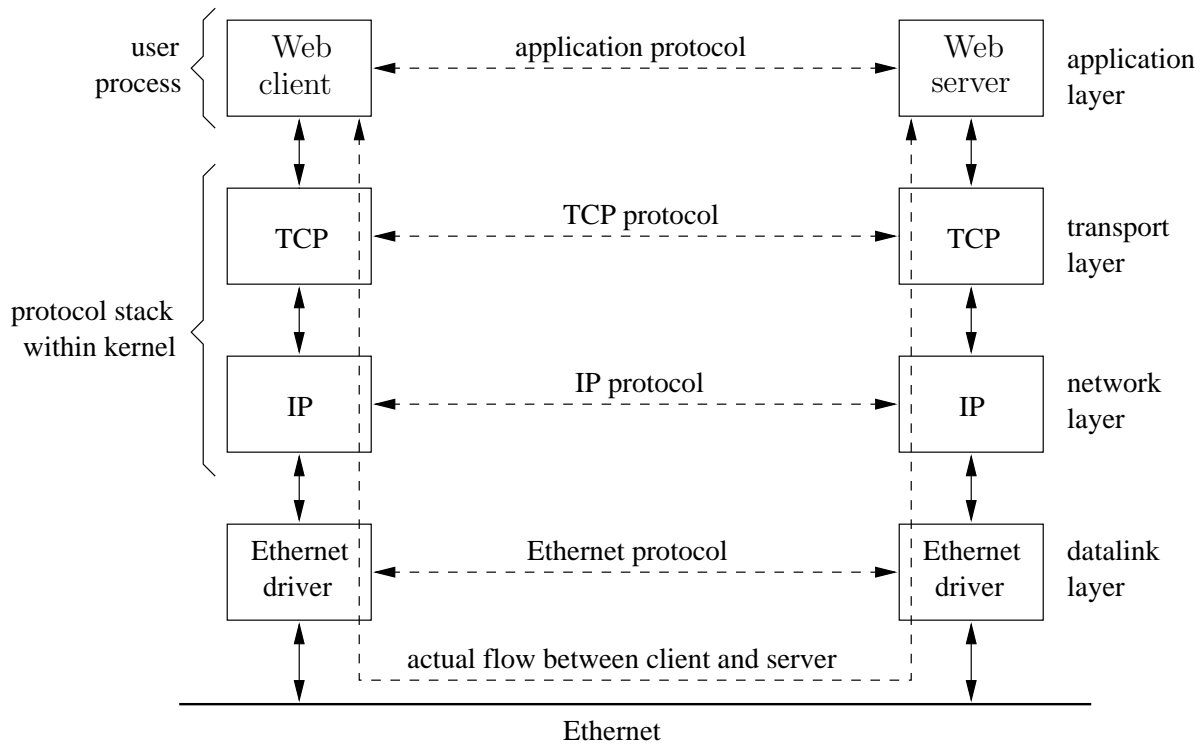 user
process
Web
client
application protocol
Web
server
application
layer
TCP
TCP protocol
TCP
transport
layer
protocol stack
within kernel
IP
IP protocol
IP
network
layer
Ethernet
driver
Ethernet protocol
Ethernet
driver
datalink
layer
actual flow between client and server
Ethernet